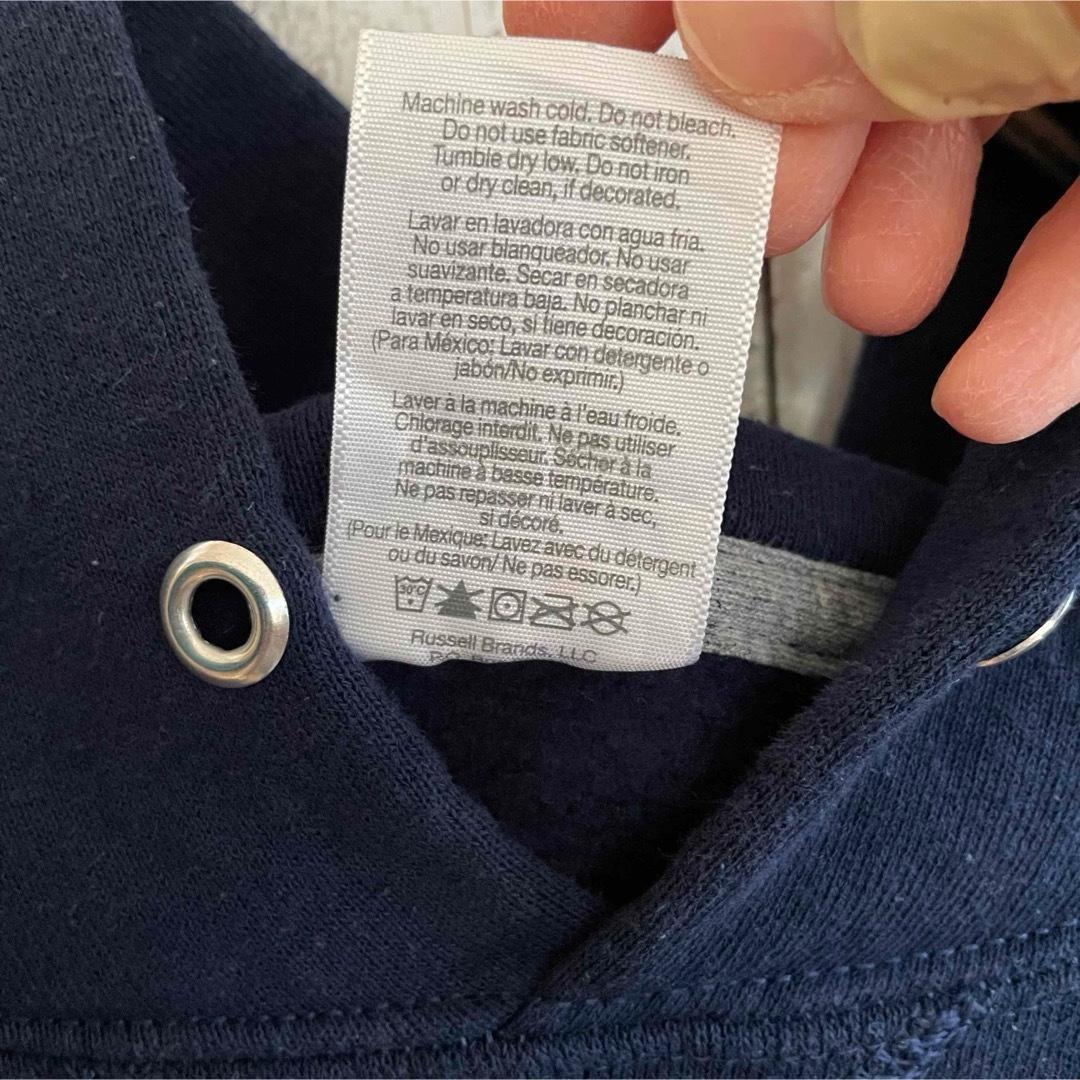 Machine wash cold. Do not bleach.
Do not use fabric softener.
Tumble dry low. Do not iron
or dry clean, if decorated.
Lavar en lavadora con agua fría.
No usar blanqueador. No usar
suavizante. Secar en secadora
a temperatura baja. No planchar ni
lavar en seco, si tiene decoración.
(Para México: Lavar con detergente o
jabón/No exprimir.)
Laver à la machine à l'eau froide.
Chlorage interdit. Ne pas utiliser
d'assouplisseur. Sécher à la
machine à basse température.
Ne pas repasser ni laver à sec,
si décoré.
(Pour le Mexique: Lavez avec du détergent
ou du savon/ Ne pas essorer.)
30°C
Russell Brands, LLC